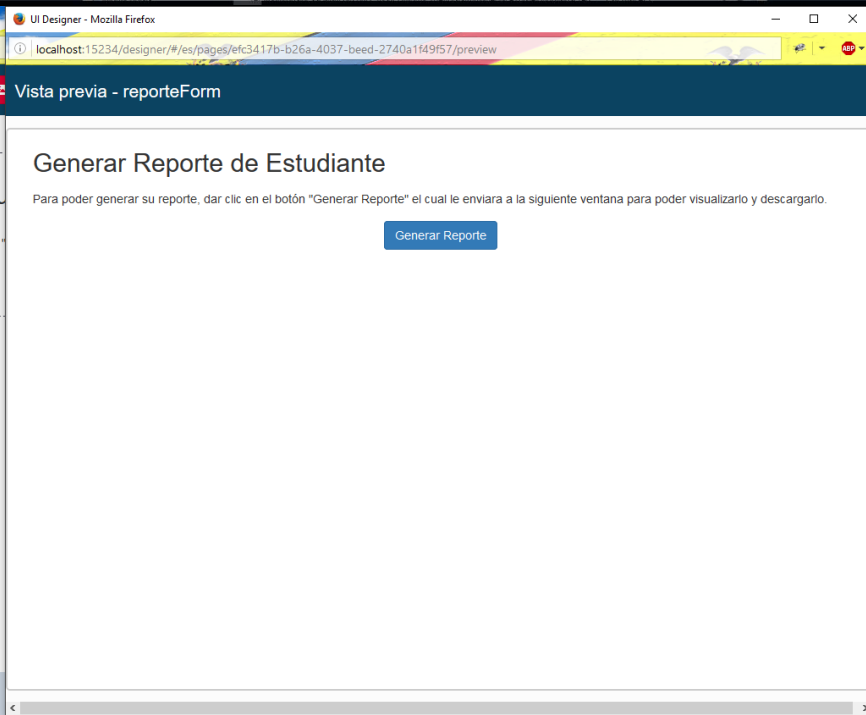 UI Designer - Mozilla Firefox
localhost:15234/designer/#/es/pages/efc3417b-b26a-4037-beed-2740a1f49f57/preview
ABP
Vista previa - reporteForm
Generar Reporte de Estudiante
Para poder generar su reporte, dar clic en el botón "Generar Reporte" el cual le enviara a la siguiente ventana para poder visualizarlo y descargarlo.
Generar Reporte